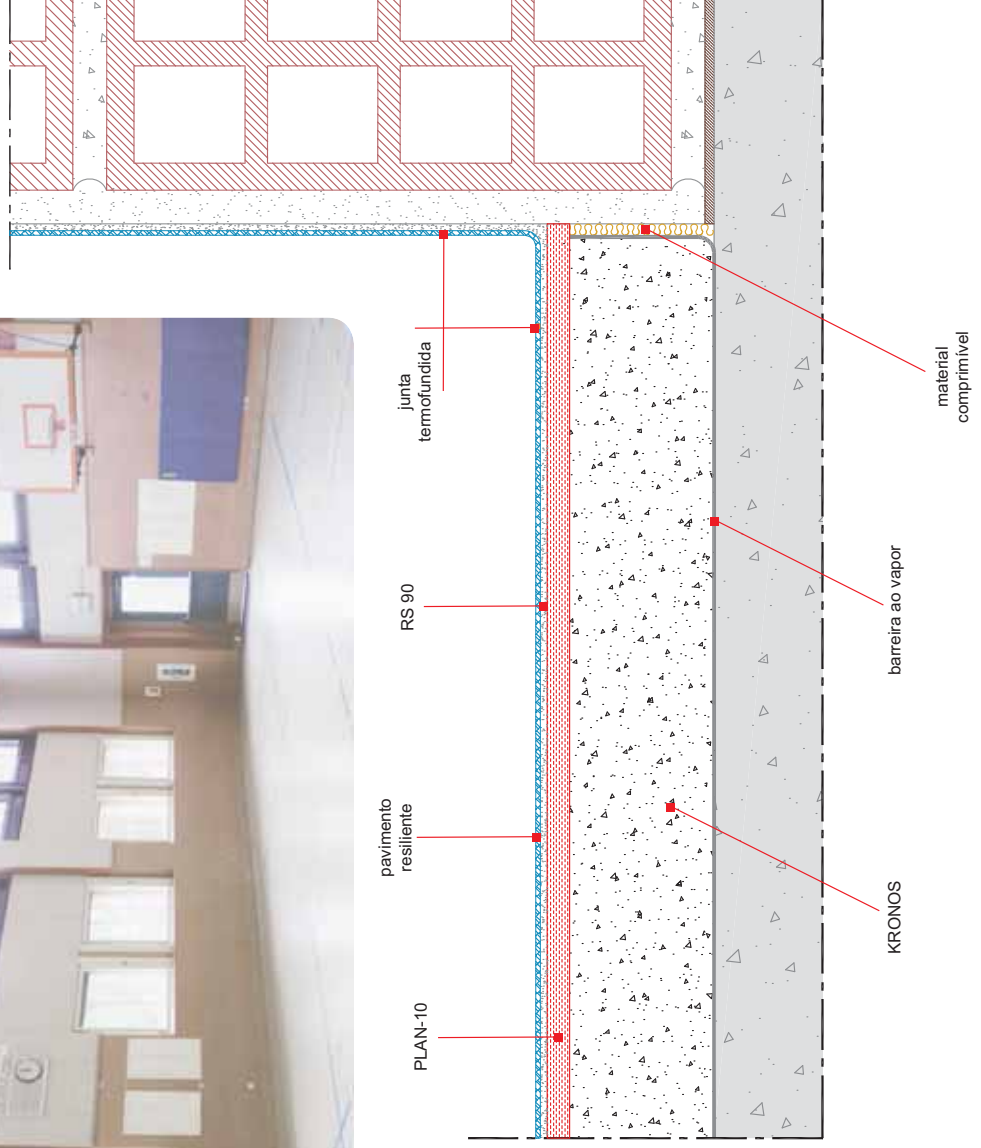 junta
termofundida
RS 90
pavimento
resiliente
PLAN-10
material
comprimível
barreira ao vapor
KRONOS